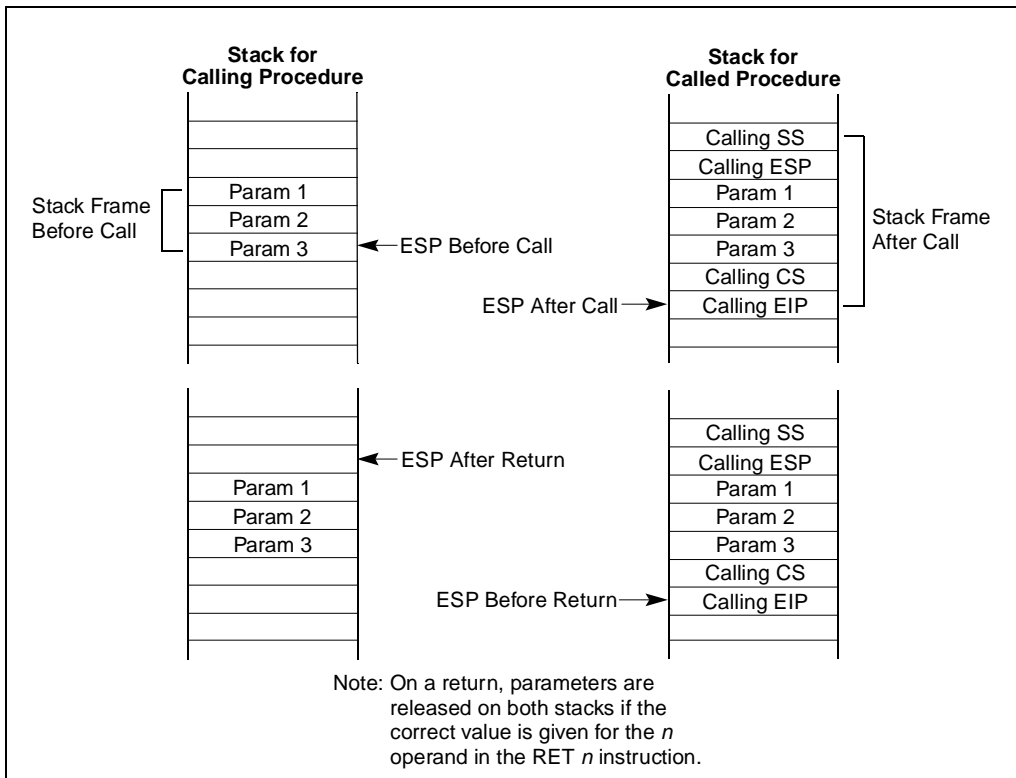 Stack for
Calling Procedure
Stack for
Called Procedure
Calling SS
Calling ESP
Param 1
Param 1
Stack Frame
Before Call
Param 2
Param 2
Stack Frame
After Call
Param 3
ESP Before Call
Param 3
Calling CS
ESP After Call
Calling EIP
Calling SS
ESP After Return
Calling ESP
Param 1
Param 1
Param 2
Param 2
Param 3
Param 3
Calling CS
ESP Before Return
Calling EIP
Note: On a return, parameters are
released on both stacks if the
correct value is given for the n
operand in the RET n instruction.